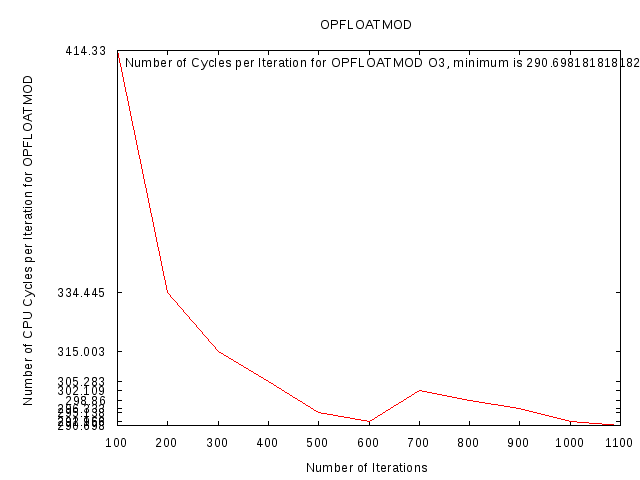 OPFLOATMOD
Number of Cycles per Iteration for OPFLOATMOD O3, minimum is 290.698181818182
Number of CPU Cycles per Iteration for OPFLOATMOD
414.33
334.445
315.003
305.283
302.109
298.86
290.698
100 200 300 400 500 600 700 800 900 1000 1100
Number of Iterations